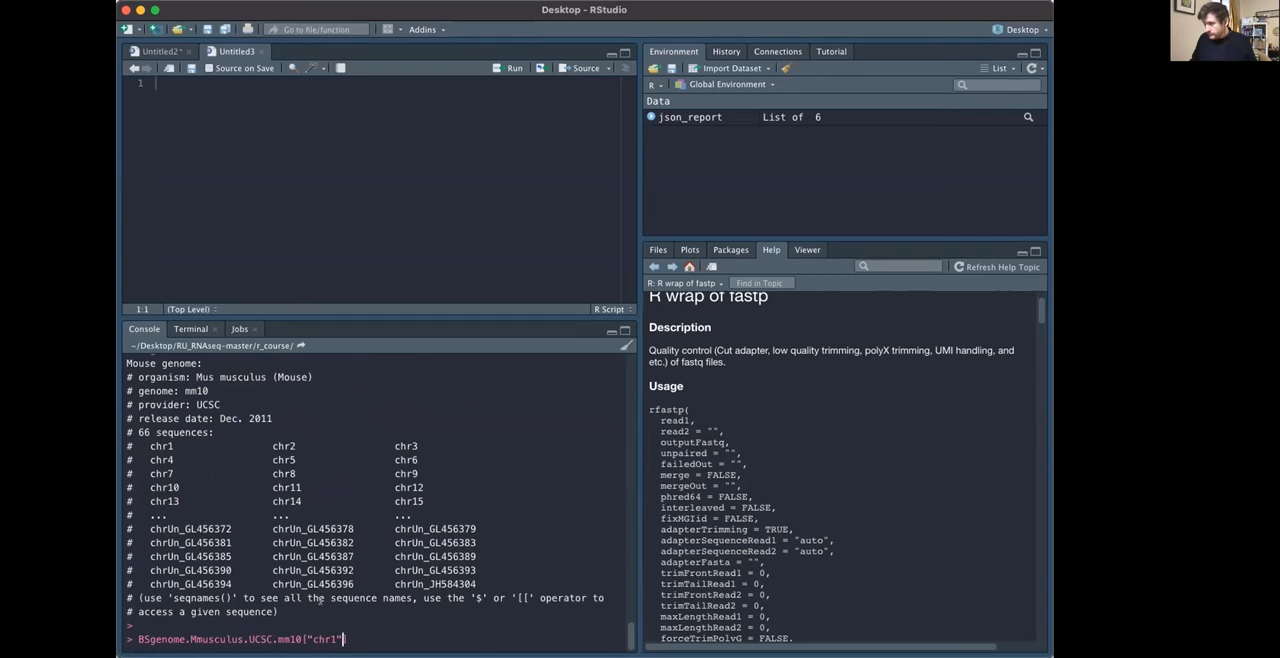 Desktop - RStudio
Go to file/function
Addins
Desktop
Untitled2*
Untitled3
Source on Save
Run
Source
1
1:1
(Top Level)
R Script
Console
Terminal
Jobs
~/Desktop/RU_RNAseq-master/r_course/
Mouse genome:
# organism: Mus musculus (Mouse)
# genome: mm10
# provider: UCSC
# release date: Dec. 2011
# 66 sequences:
# chr1 chr2 chr3
# chr4 chr5 chr6
# chr7 chr8 chr9
# chr10 chr11 chr12
# chr13 chr14 chr15
# ... ... ...
# chrUn_GL456372 chrUn_GL456378 chrUn_GL456379
# chrUn_GL456381 chrUn_GL456382 chrUn_GL456383
# chrUn_GL456385 chrUn_GL456387 chrUn_GL456389
# chrUn_GL456390 chrUn_GL456392 chrUn_GL456393
# chrUn_GL456394 chrUn_GL456396 chrUn_JH584304
# (use 'seqnames()' to see all the sequence names, use the '$' or '[[' operator to
# access a given sequence)
>
> BSgenome.Mmusculus.UCSC.mm10["chr1"]
Environment
History
Connections
Tutorial
Import Dataset
List
R
Global Environment
Data
json_report List of 6
Files
Plots
Packages
Help
Viewer
Refresh Help Topic
R: R wrap of fastp
Find in Topic
R wrap of fastp
Description
Quality control (Cut adapter, low quality trimming, polyX trimming, UMI handling, and
etc.) of fastq files.
Usage
rfastp(
read1,
read2 = "",
outputFastq,
unpaired = "",
failedOut = "",
merge = FALSE,
mergeOut = "",
phred64 = FALSE,
interleaved = FALSE,
fixMGIid = FALSE,
adapterTrimming = TRUE,
adapterSequenceRead1 = "auto",
adapterSequenceRead2 = "auto",
adapterFasta = "",
trimFrontRead1 = 0,
trimTailRead1 = 0,
trimFrontRead2 = 0,
trimTailRead2 = 0,
maxLengthRead1 = 0,
maxLengthRead2 = 0,
forceTrimPolyG = FALSE,